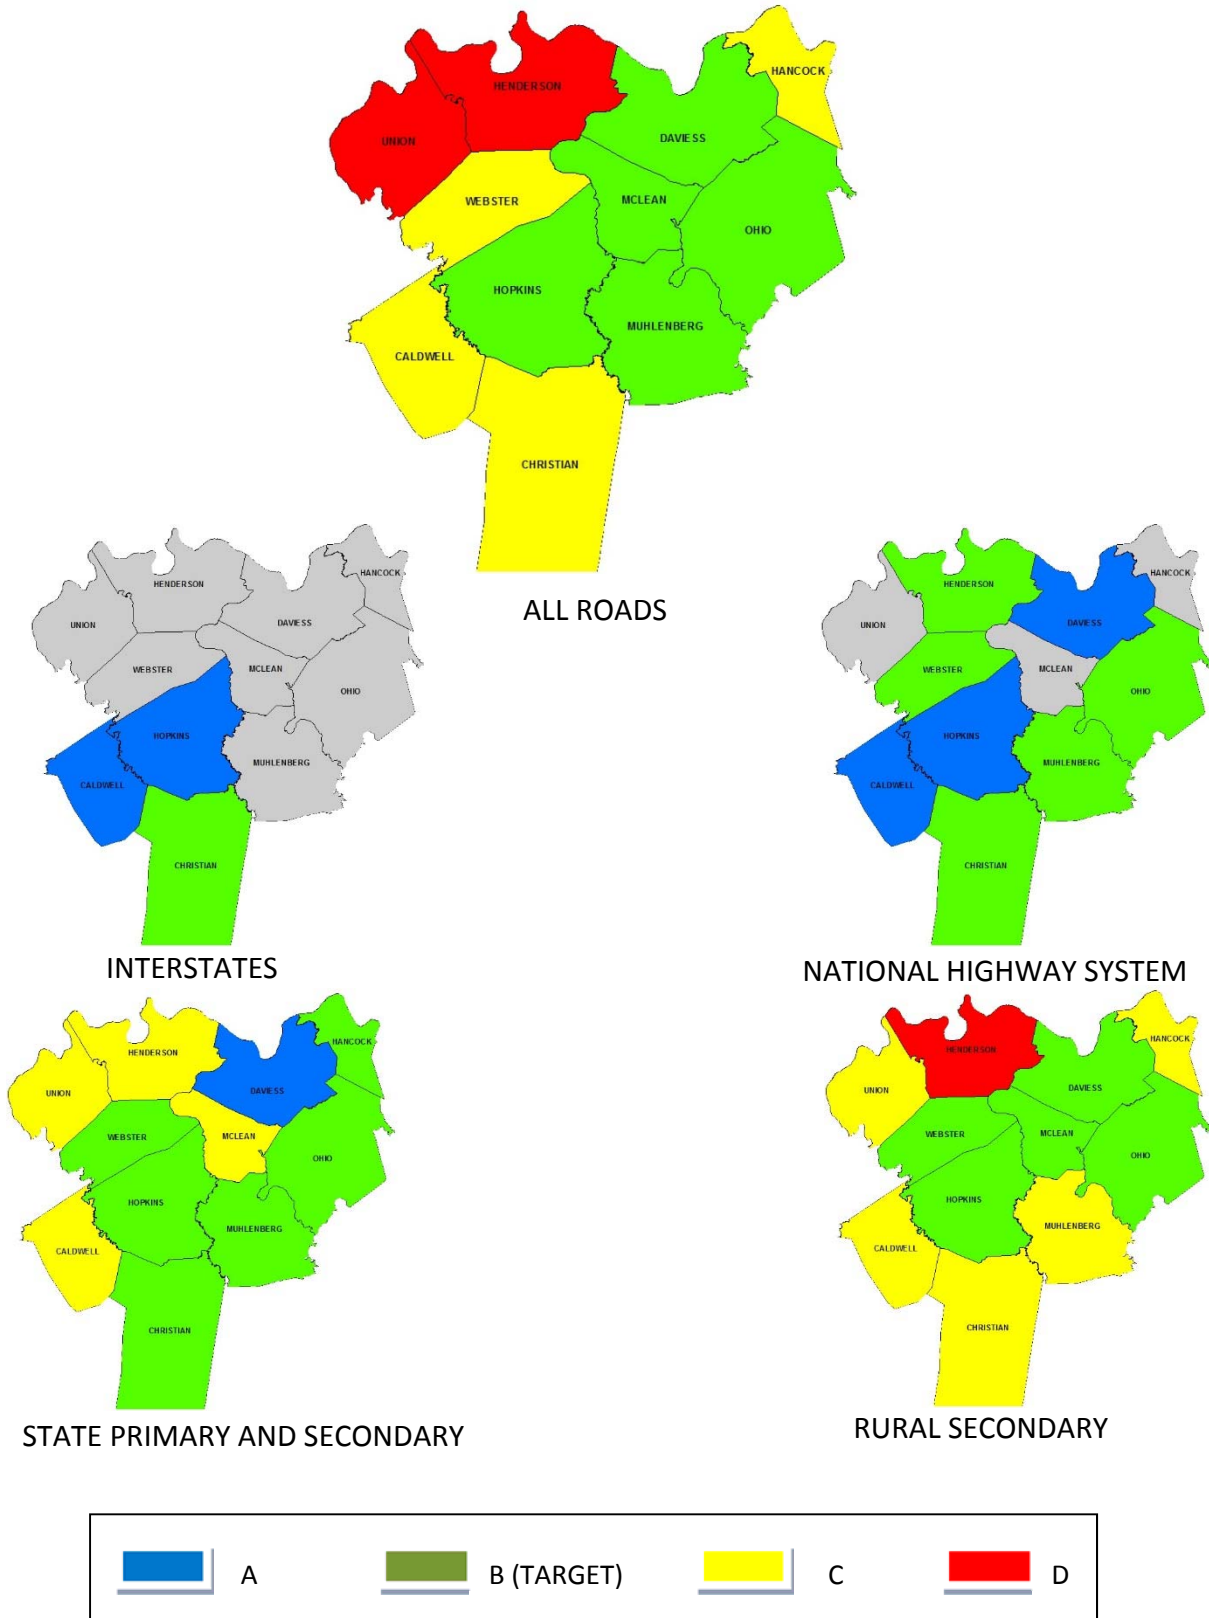 HANCOCK
HENDERSON
DAVIESS
UNION
WEBSTER
MCLEAN
OHIO
HOPKINS
MUHLENBERG
CALDWELL
CHRISTIAN
ALL ROADS
HANCOCK
HENDERSON
UNION
DAVIESS
WEBSTER
MCLEAN
OHIO
HOPKINS
MUHLENBERG
CALDWELL
CHRISTIAN
INTERSTATES
HANCOCK
HENDERSON
UNION
DAVIESS
WEBSTER
MCLEAN
OHIO
HOPKINS
MUHLENBERG
CALDWELL
CHRISTIAN
NATIONAL HIGHWAY SYSTEM
HANCOCK
HENDERSON
UNION
DAVIESS
WEBSTER
MCLEAN
OHIO
HOPKINS
MUHLENBERG
CALDWELL
CHRISTIAN
STATE PRIMARY AND SECONDARY
HANCOCK
HENDERSON
UNION
DAVIESS
WEBSTER
MCLEAN
OHIO
HOPKINS
MUHLENBERG
CALDWELL
CHRISTIAN
RURAL SECONDARY
A B (TARGET) C D